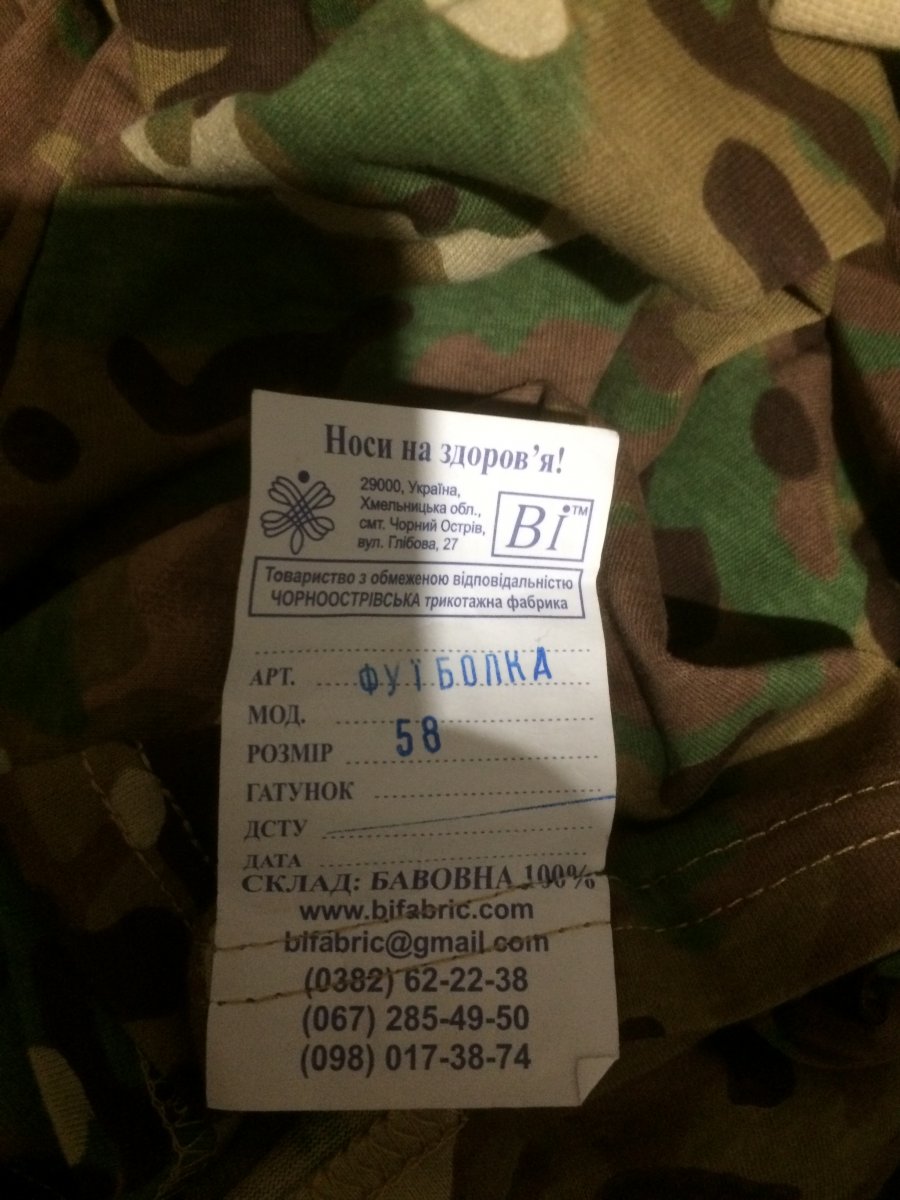 Носи на здоров’я!
29000, Україна,
Хмельницька обл.,
смт. Чорний Острів,
вул. Глібова, 27
Ві™
Товариство з обмеженою відповідальністю
ЧОРНООСТРІВСЬКА трикотажна фабрика
АРТ. ФУТБОЛКА
МОД.
РОЗМІР 58
ГАТУНОК
ДСТУ
ДАТА
СКЛАД: БАВОВНА 100%
www.bifabric.com
bifabric@gmail.com
(0382) 62-22-38
(067) 285-49-50
(098) 017-38-74